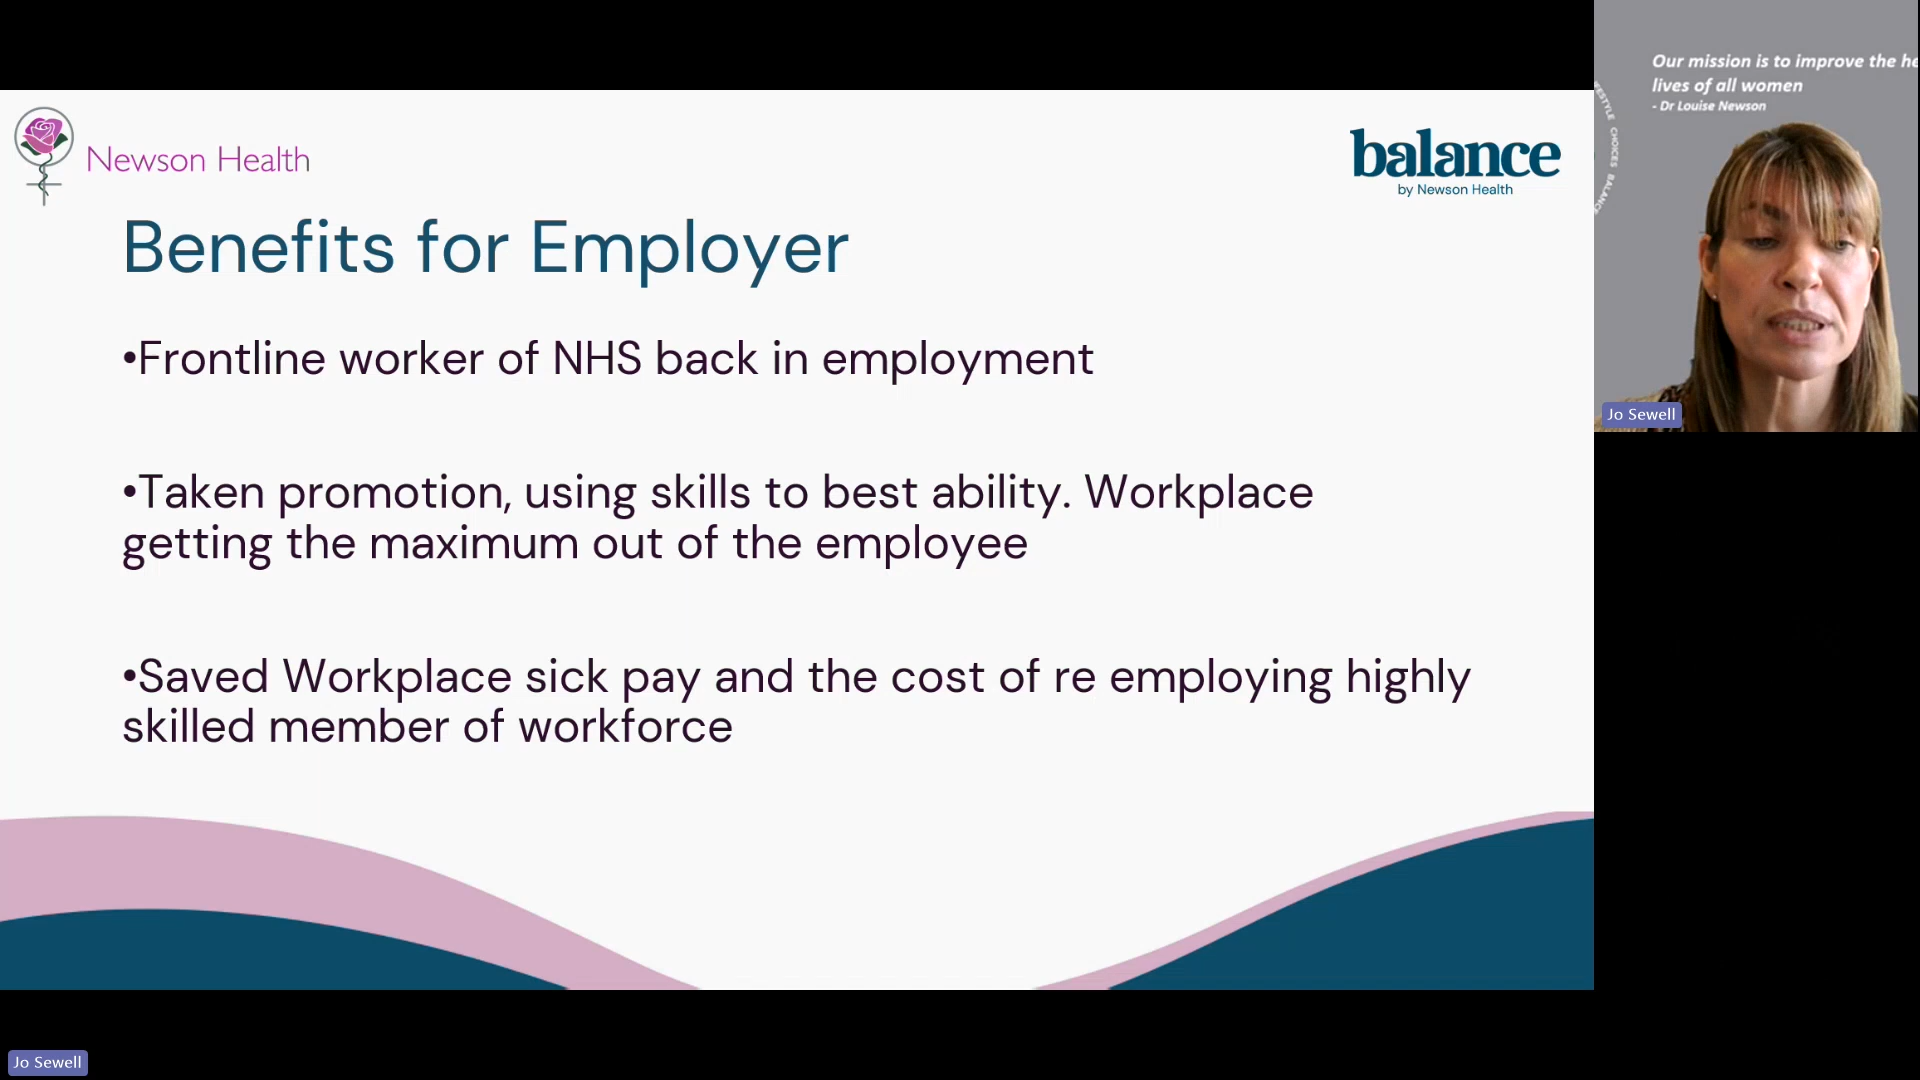 Newson Health
balance
by Newson Health
Benefits for Employer
•Frontline worker of NHS back in employment
•Taken promotion, using skills to best ability. Workplace
getting the maximum out of the employee
•Saved Workplace sick pay and the cost of re employing highly
skilled member of workforce
Our mission is to improve the he
lives of all women
- Dr Louise Newson
CHOICES BALANC
Jo Sewell
Jo Sewell